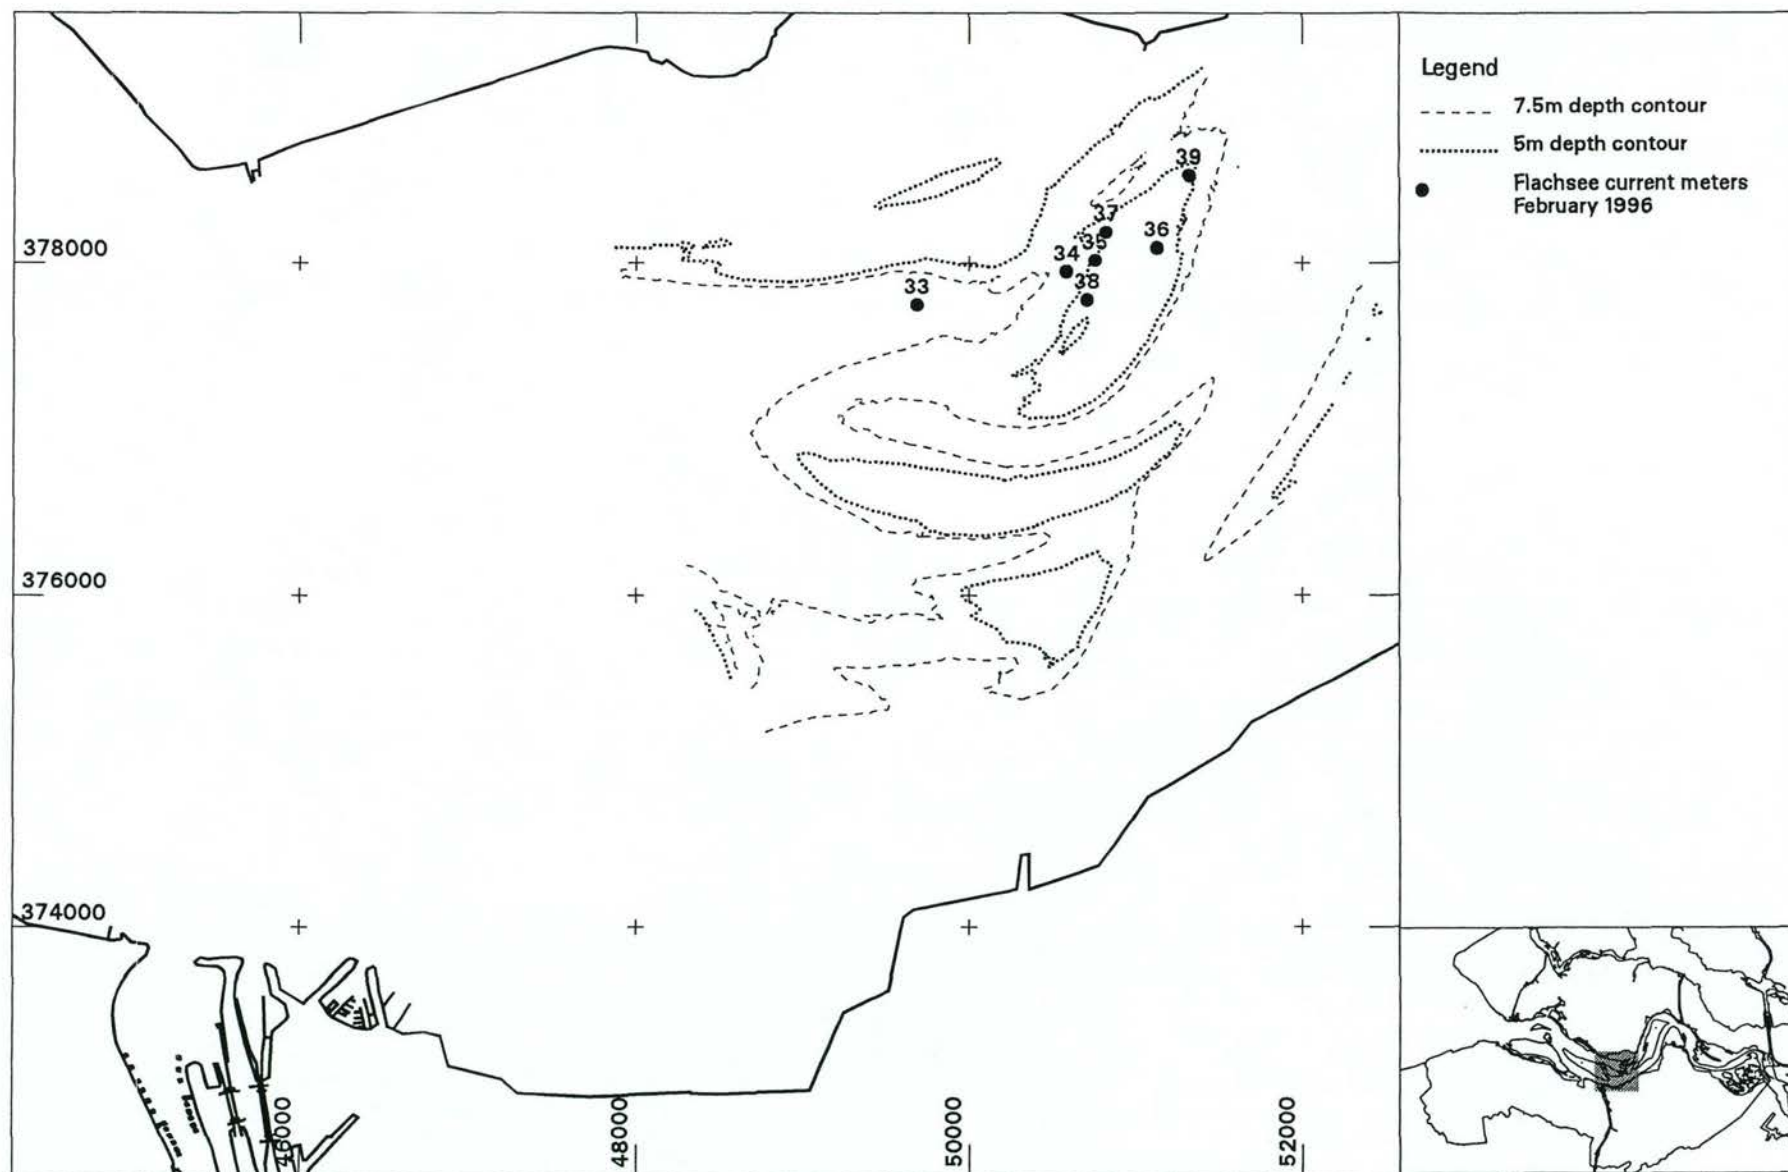 Legend
7.5m depth contour
5m depth contour
Flachsee current meters
February 1996
39
37
36
35
34
38
33
378000
376000
374000
48000
50000
52000